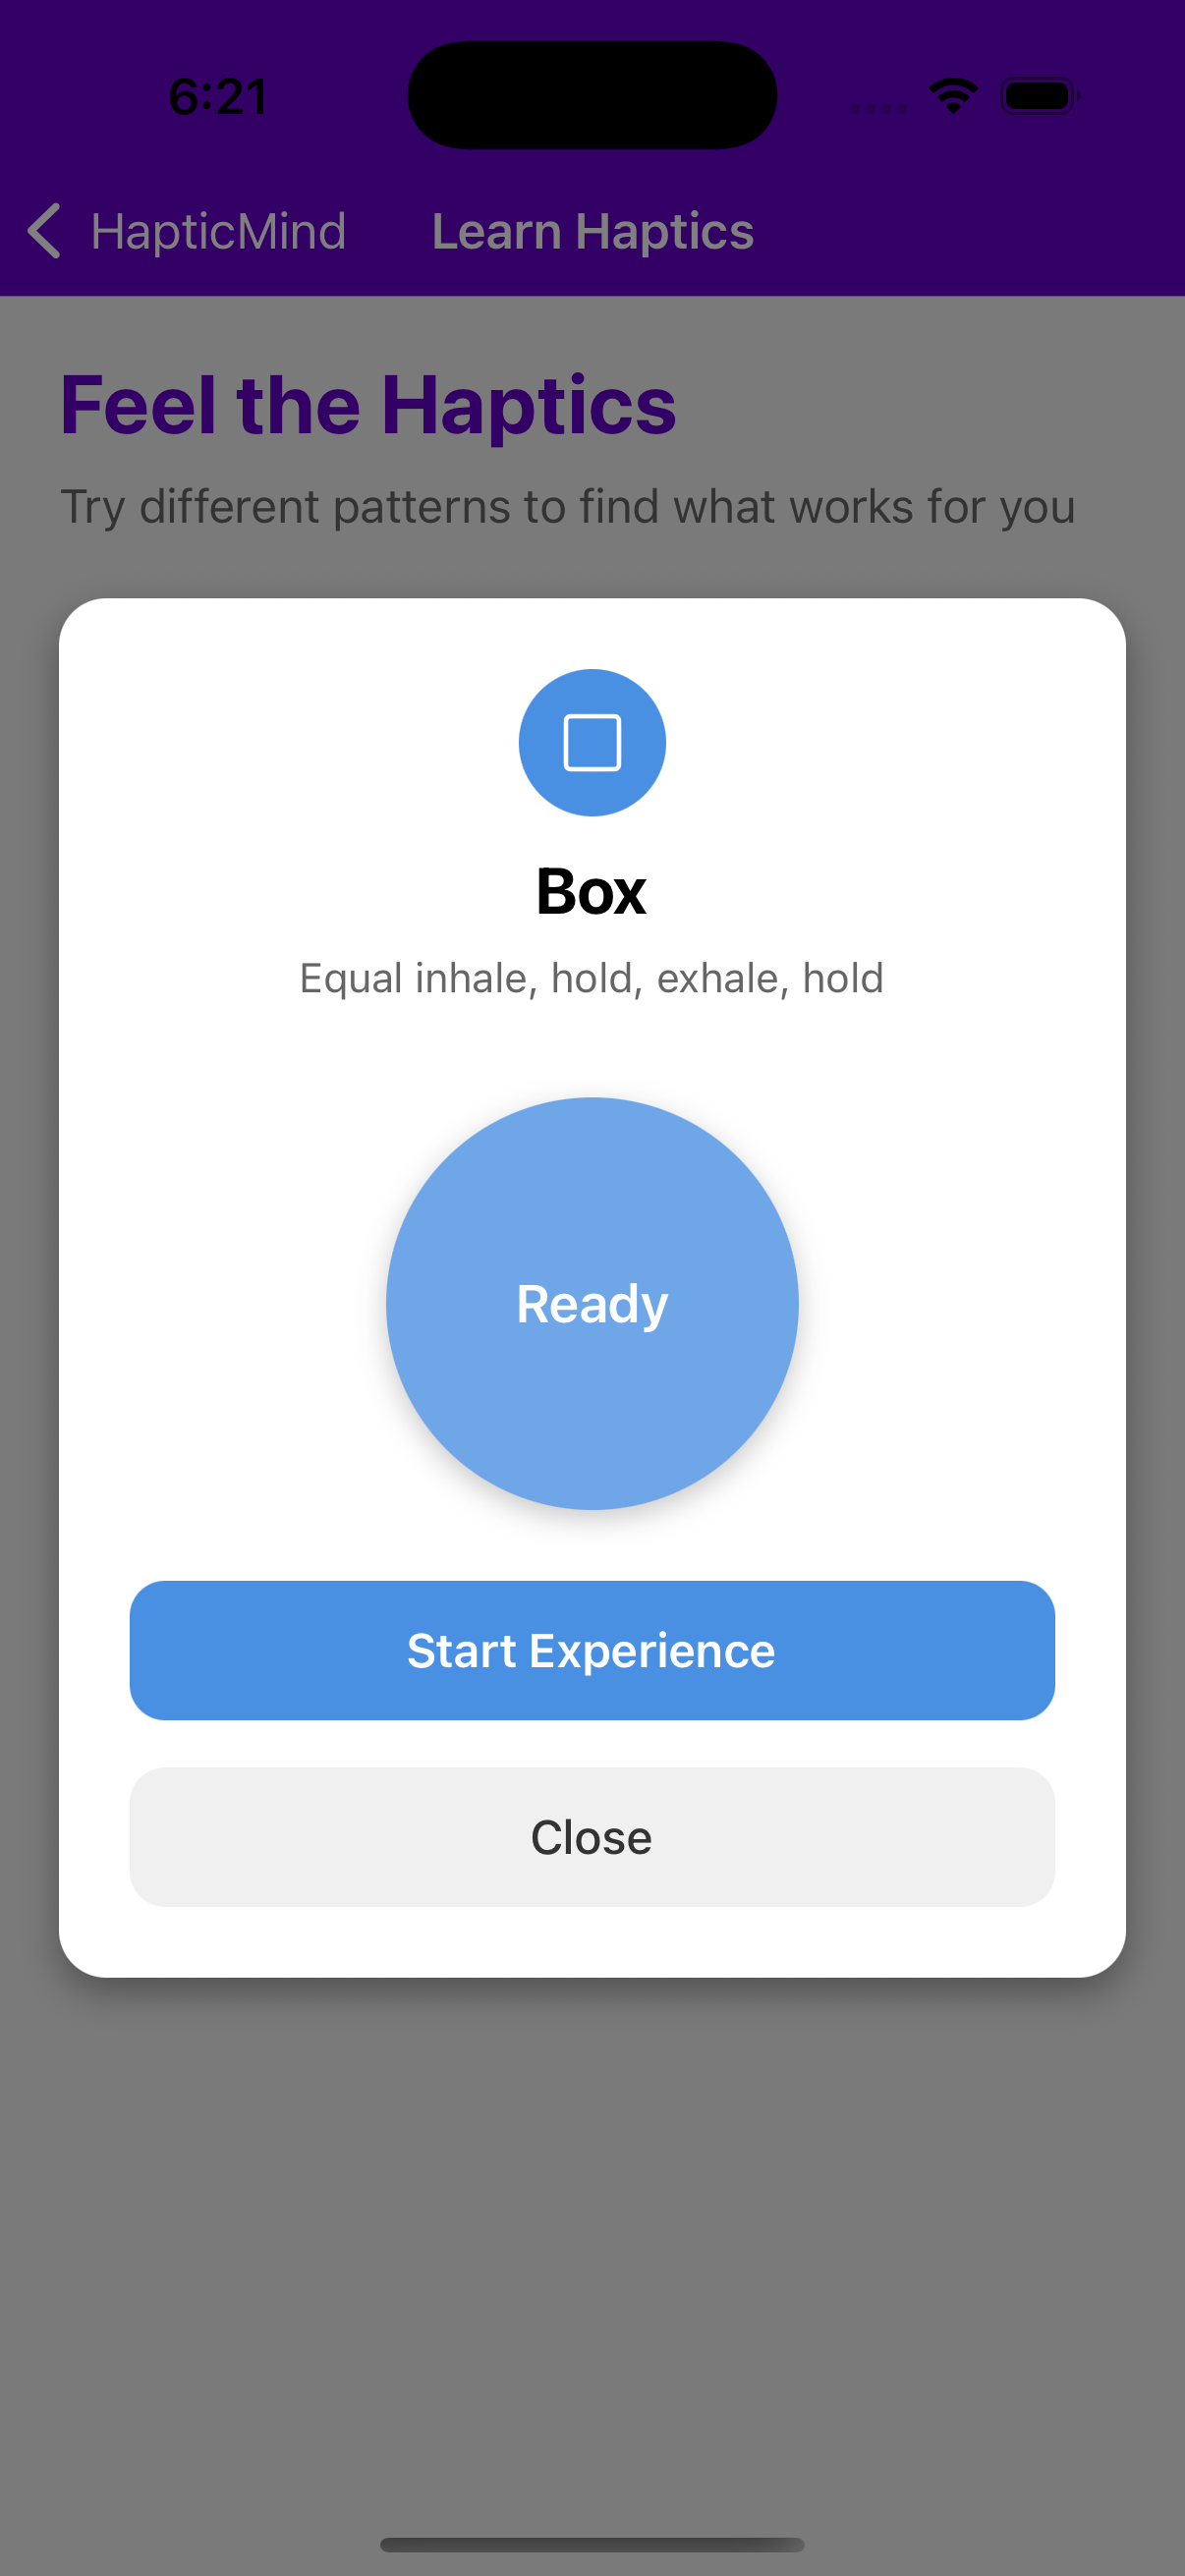 6:21
HapticMind
Learn Haptics
Feel the Haptics
Try different patterns to find what works for you
Box
Equal inhale, hold, exhale, hold
Ready
Start Experience
Close